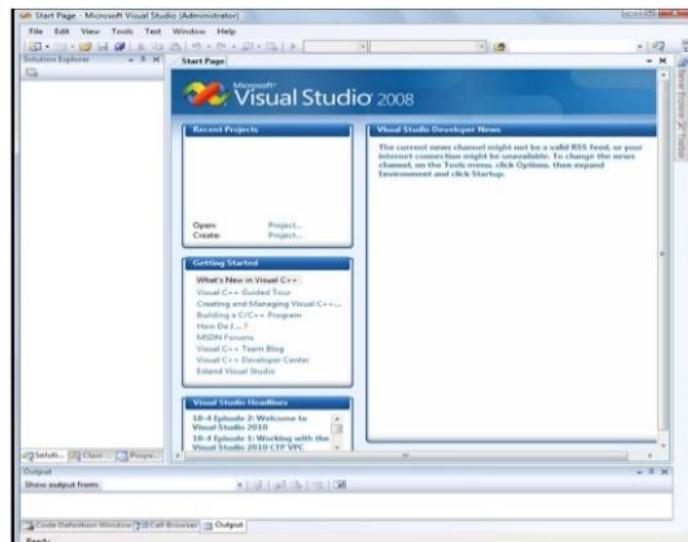 Start Page - Microsoft Visual Studio (Administrator)
File Edit View Tools Test Window Help
Solution Explorer
Start Page
Microsoft
Visual Studio 2008
Recent Projects
Open: Project...
Create: Project...
Getting Started
What's New in Visual C++
Visual C++ Guided Tour
Creating and Managing Visual C++...
Building a C/C++ Program
How Do I ... ?
MSDN Forums
Visual C++ Team Blog
Visual C++ Developer Center
Extend Visual Studio
Visual Studio Headlines
10-4 Episode 2: Welcome to
Visual Studio 2010
10-4 Episode 1: Working with the
Visual Studio 2010 CTP VPC
Visual Studio Developer News
The current news channel might not be a valid RSS feed, or your
internet connection might be unavailable. To change the news
channel, on the Tools menu, click Options, then expand
Environment and click Startup.
Server Explorer
Toolbox
Soluti... Class ... Prope...
Output
Show output from:
Code Definition Window Call Browser Output
Ready